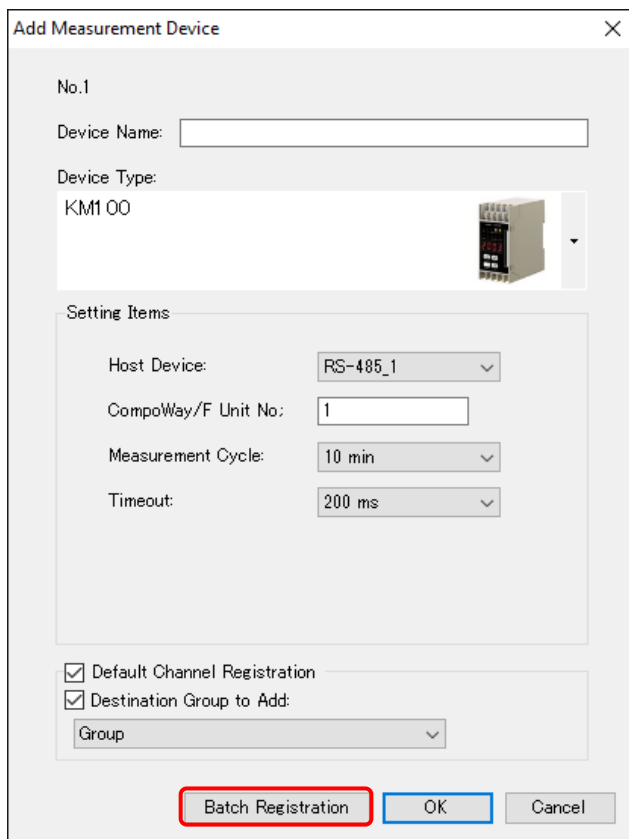 Add Measurement Device
No.1
Device Name:
Device Type:
KM100
Setting Items
Host Device: RS-485_1
CompoWay/F Unit No; 1
Measurement Cycle: 10 min
Timeout: 200 ms
Default Channel Registration
Destination Group to Add:
Group
Batch Registration OK Cancel